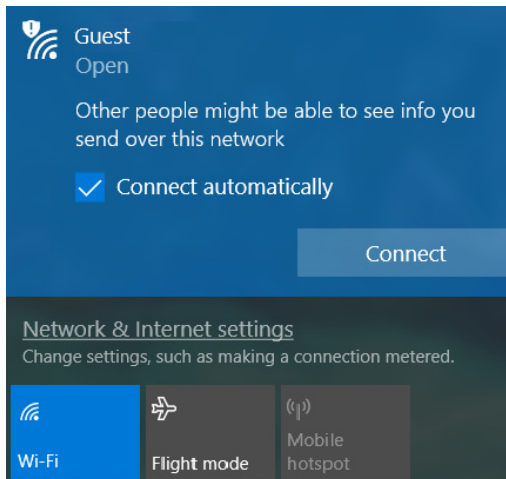 Guest
Open
Other people might be able to see info you
send over this network
Connect automatically
Connect
Network & Internet settings
Change settings, such as making a connection metered.
Wi-Fi
Flight mode
Mobile
hotspot